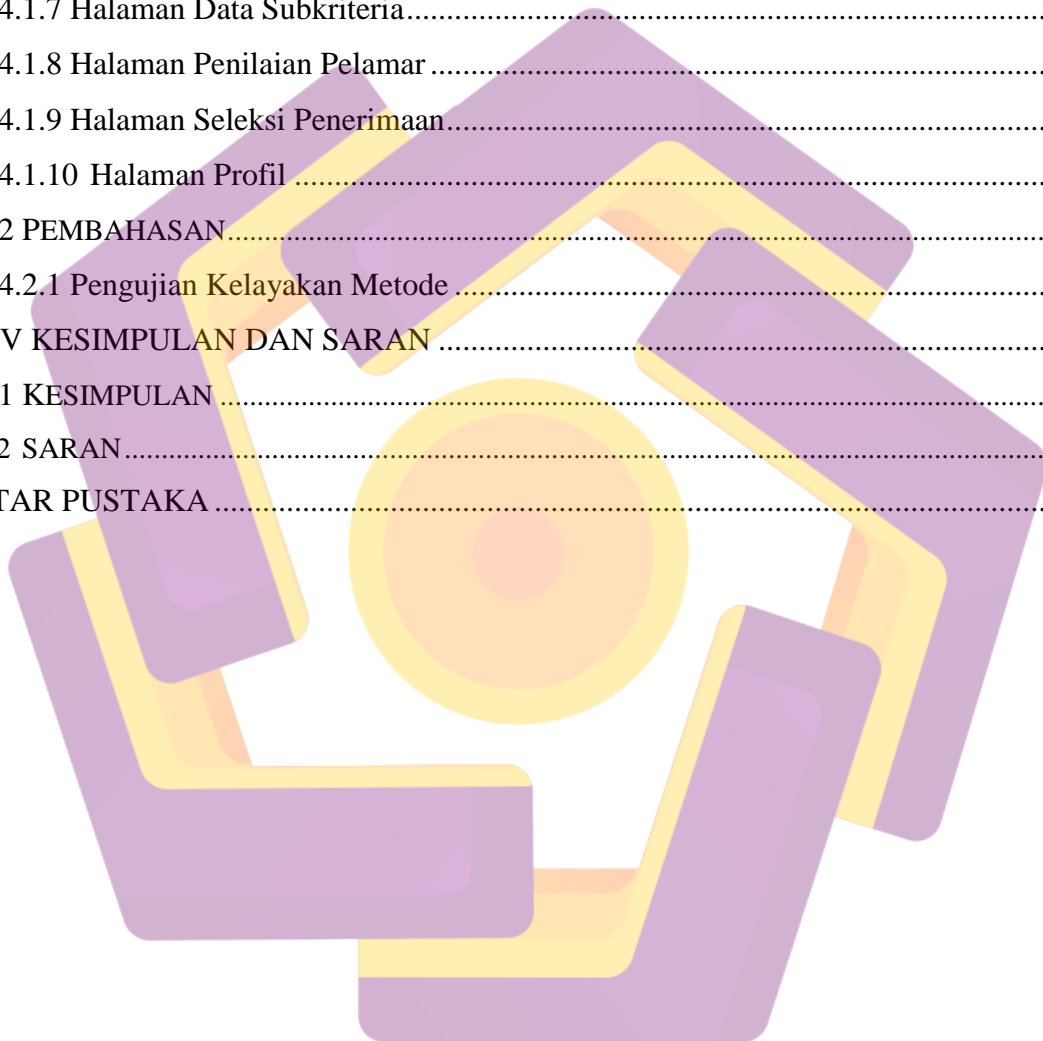 4.1.7 Halaman Data Subkriteria....................................................................................
4.1.8 Halaman Penilaian Pelamar .................................................................................
4.1.9 Halaman Seleksi Penerimaan...............................................................................
4.1.10 Halaman Profil ..................................................................................................
2 PEMBAHASAN...........................................................................................................
4.2.1 Pengujian Kelayakan Metode ..............................................................................
V KESIMPULAN DAN SARAN ................................................................................
1 KESIMPULAN ...........................................................................................................
2 SARAN........................................................................................................................
TAR PUSTAKA ...........................................................................................................